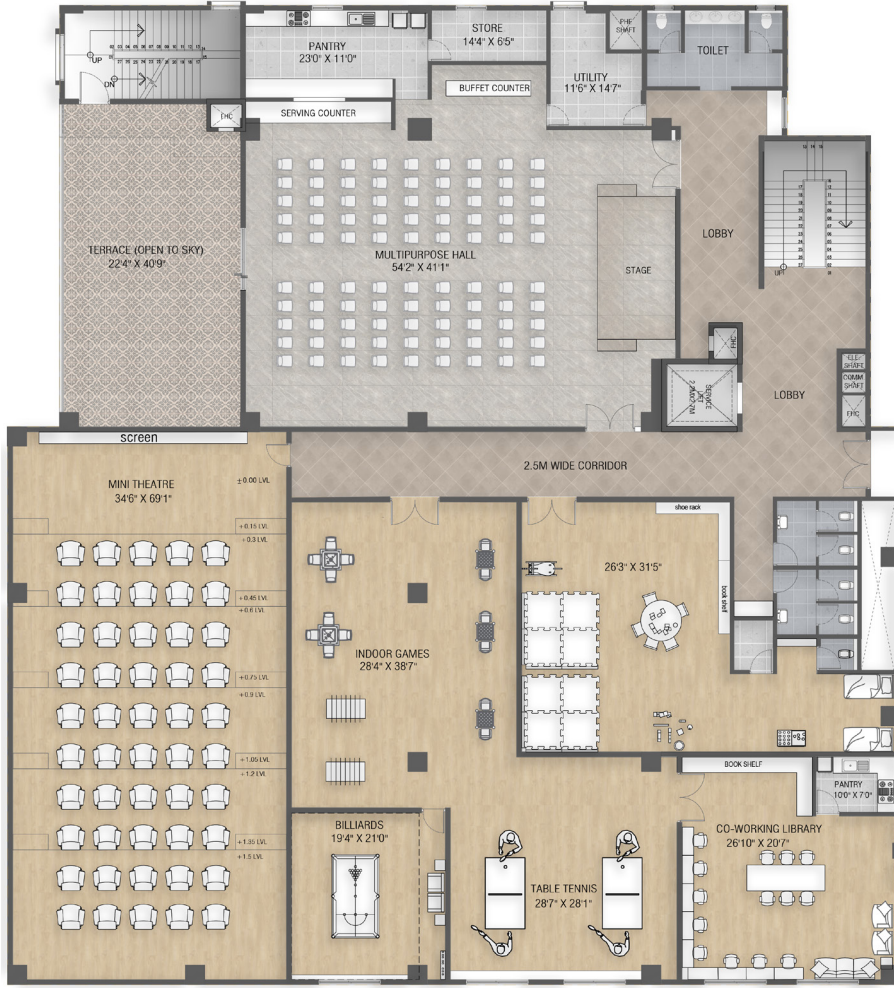 PANTRY
23'0" X 11'0"
STORE
14'4" X 6'5"
PHE
SHAFT
UTILITY
11'6" X 14'7"
TOILET
UP
DN
FHC
SERVING COUNTER
BUFFET COUNTER
LOBBY
TERRACE (OPEN TO SKY)
22'4" X 40'9"
MULTIPURPOSE HALL
54'2" X 41'1"
STAGE
UP
FHC
ELE
SHAFT
COMM
SHAFT
FHC
SERVICE
LIFT
LOBBY
screen
2.5M WIDE CORRIDOR
MINI THEATRE
34'6" X 69'1"
±0.00 LVL
+0.15 LVL
+0.3 LVL
+0.45 LVL
+0.6 LVL
+0.75 LVL
+0.9 LVL
+1.05 LVL
+1.2 LVL
+1.35 LVL
+1.5 LVL
shoe rack
26'3" X 31'5"
book shelf
INDOOR GAMES
28'4" X 38'7"
BOOK SHELF
PANTRY
10'0" X 7'0"
BILLIARDS
19'4" X 21'0"
CO-WORKING LIBRARY
26'10" X 20'7"
TABLE TENNIS
28'7" X 28'1"